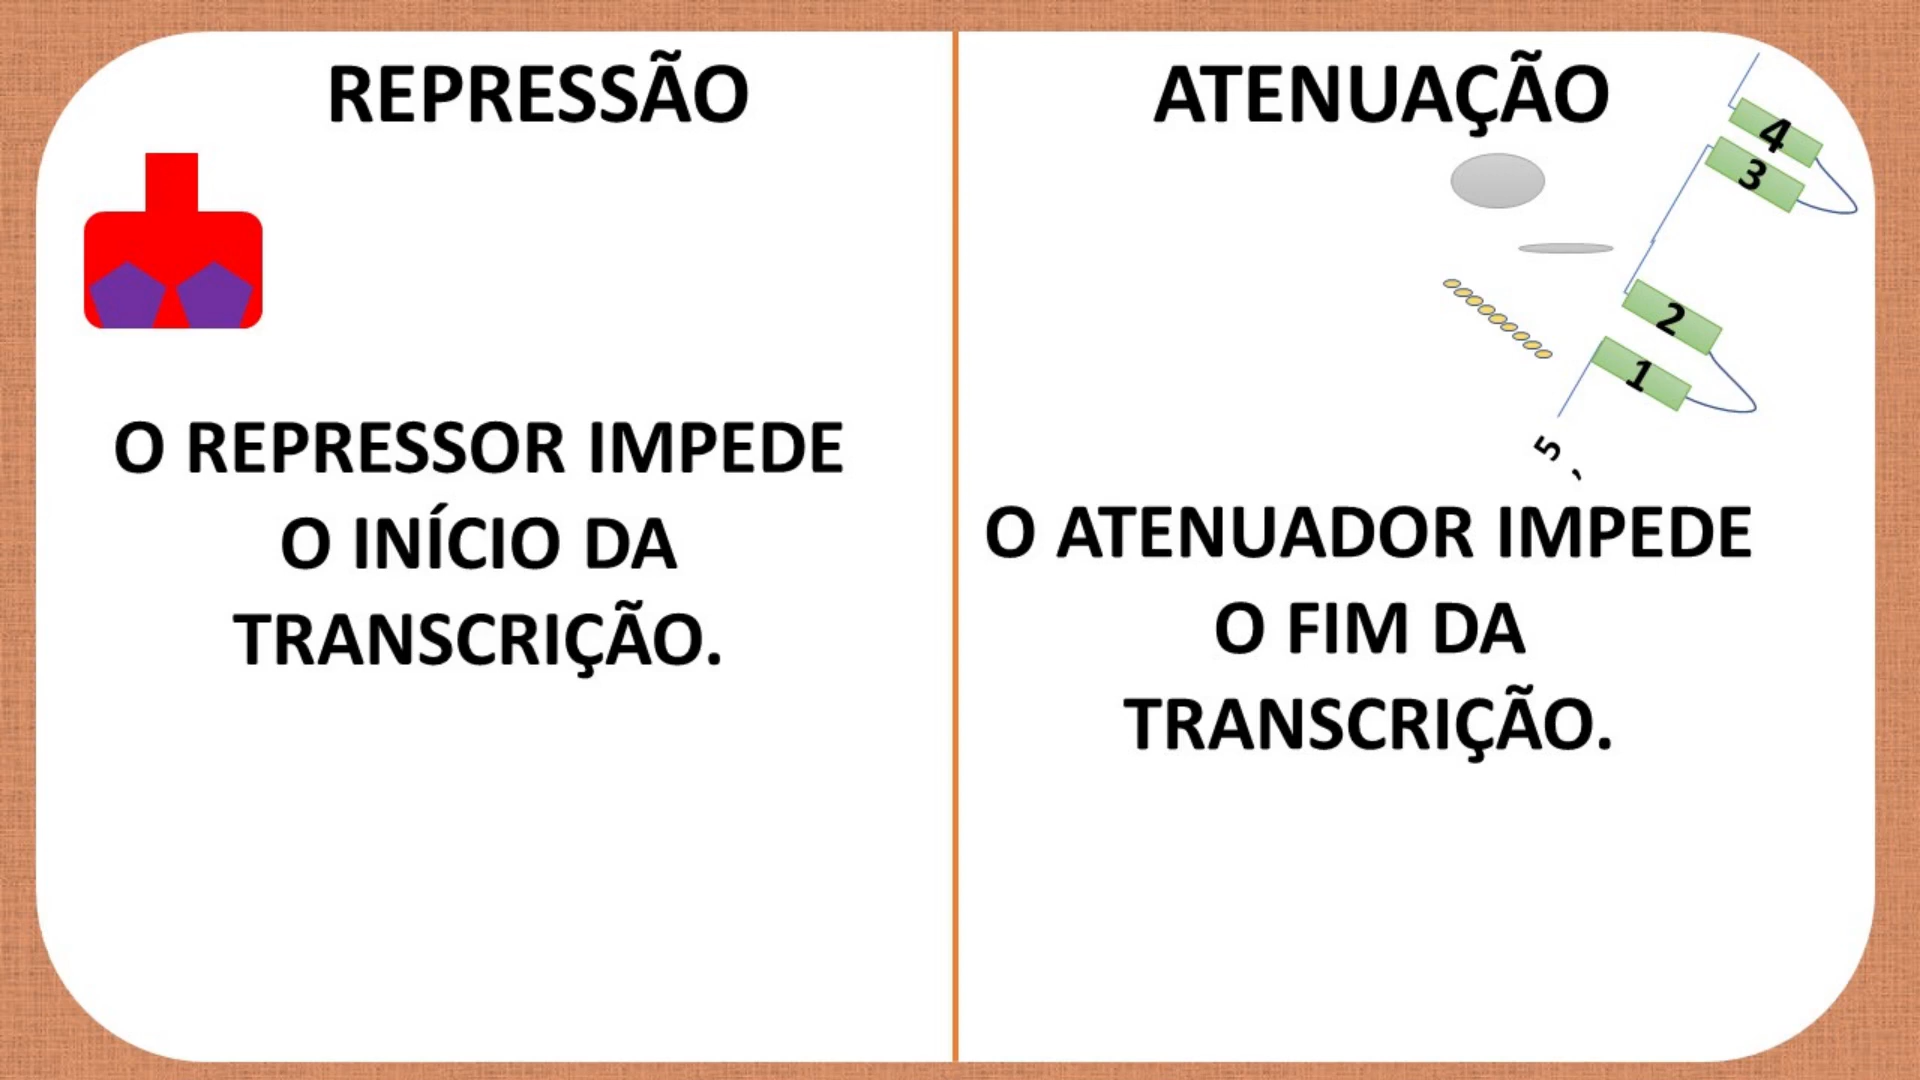 REPRESSÃO
O REPRESSOR IMPEDE
O INÍCIO DA
TRANSCRIÇÃO.
ATENUAÇÃO
4
3
2
1
5
,
O ATENUADOR IMPEDE
O FIM DA
TRANSCRIÇÃO.